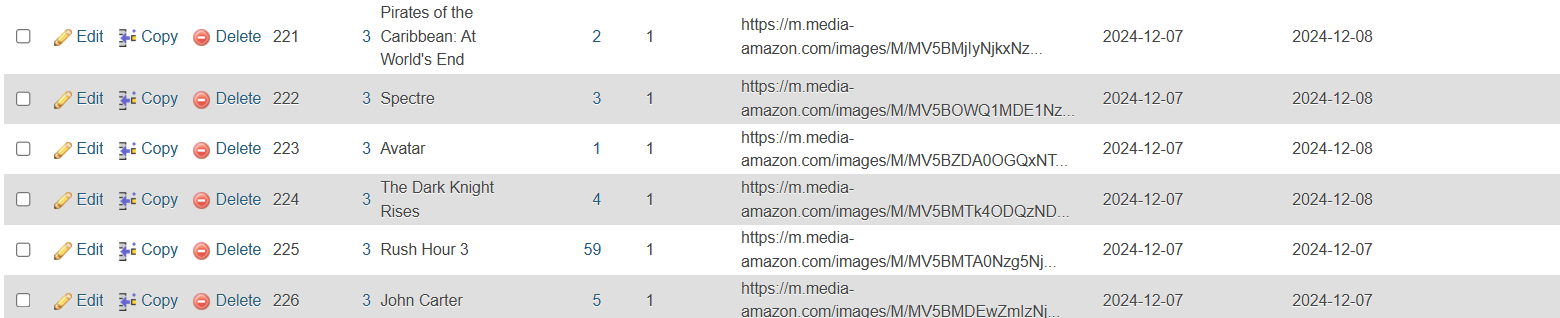 Edit Copy Delete 221 3 Pirates of the Caribbean: At World's End 2 1 https://m.media-amazon.com/images/M/MV5BMjIyNjkxNz... 2024-12-07 2024-12-08
Edit Copy Delete 222 3 Spectre 3 1 https://m.media-amazon.com/images/M/MV5BOWQ1MDE1Nz... 2024-12-07 2024-12-08
Edit Copy Delete 223 3 Avatar 1 1 https://m.media-amazon.com/images/M/MV5BZDA0OGQxNT... 2024-12-07 2024-12-08
Edit Copy Delete 224 3 The Dark Knight Rises 4 1 https://m.media-amazon.com/images/M/MV5BMTk4ODQzND... 2024-12-07 2024-12-08
Edit Copy Delete 225 3 Rush Hour 3 59 1 https://m.media-amazon.com/images/M/MV5BMTA0Nzg5Nj... 2024-12-07 2024-12-07
Edit Copy Delete 226 3 John Carter 5 1 https://m.media-amazon.com/images/M/MV5BMDEwZmIzNj... 2024-12-07 2024-12-07